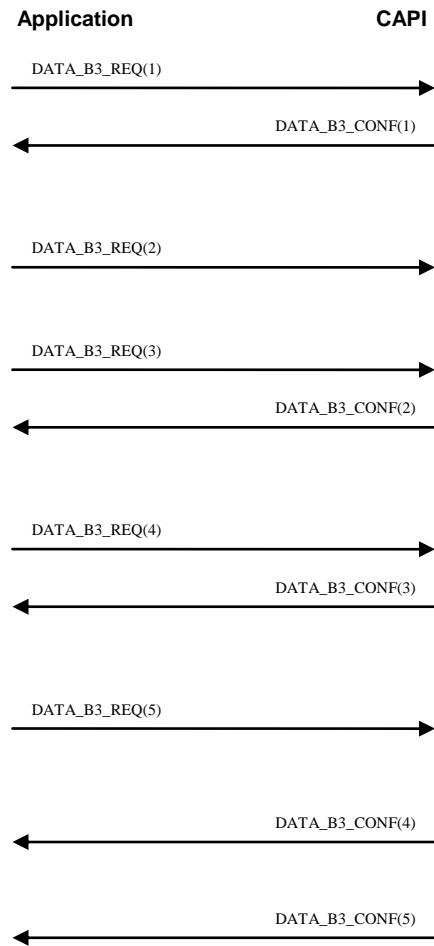 Application CAPI
DATA_B3_REQ(1)
DATA_B3_CONF(1)
DATA_B3_REQ(2)
DATA_B3_REQ(3)
DATA_B3_CONF(2)
DATA_B3_REQ(4)
DATA_B3_CONF(3)
DATA_B3_REQ(5)
DATA_B3_CONF(4)
DATA_B3_CONF(5)